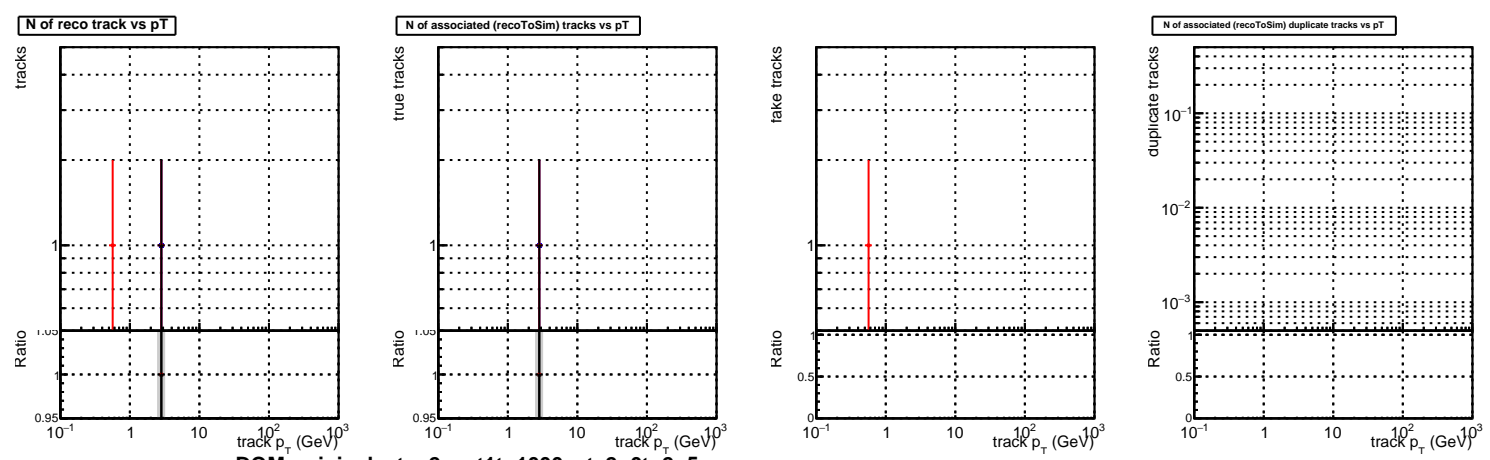 N of reco track vs pT
tracks
1
1.05
Ratio
1
0.95
10⁻¹ 1 10 10² 10³
track p_T (GeV)
N of associated (recoToSim) tracks vs pT
true tracks
1
1.05
Ratio
1
0.95
10⁻¹ 1 10 10² 10³
track p_T (GeV)
fake tracks
1
Ratio
1
0.5
0
10⁻¹ 1 10 10² 10³
track p_T (GeV)
N of associated (recoToSim) duplicate tracks vs pT
duplicate tracks
10⁻¹
10⁻²
10⁻³
Ratio
1
0.5
0
10⁻¹ 1 10 10² 10³
track p_T (GeV)